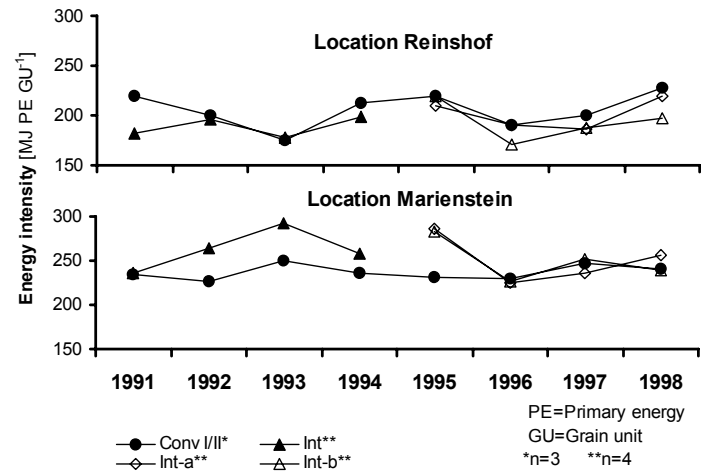 Location Reinshof
Energy intensity [MJ PE GU⁻¹]
300
250
200
150
Location Marienstein
300
250
200
150
1991 1992 1993 1994 1995 1996 1997 1998
Conv I/II* Int**
Int-a** Int-b**
PE=Primary energy
GU=Grain unit
*n=3 **n=4